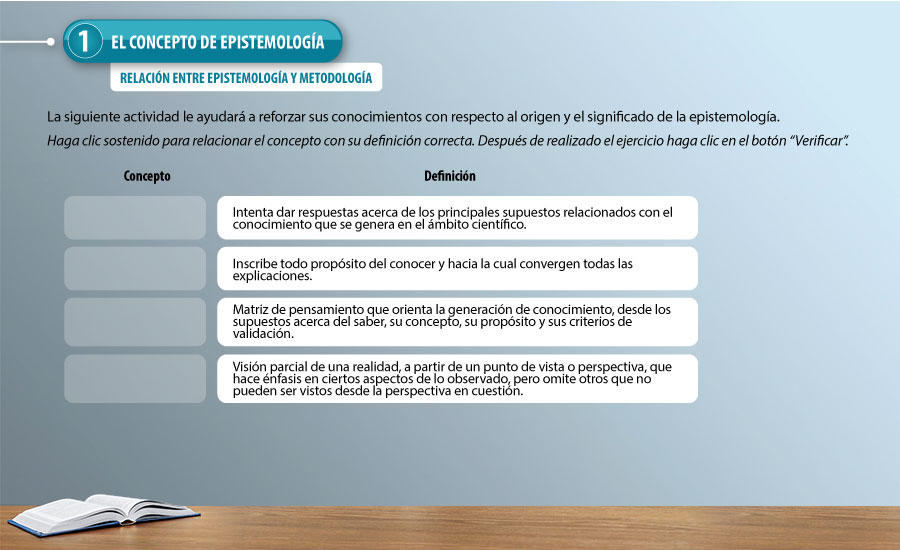 1 EL CONCEPTO DE EPISTEMOLOGÍA
RELACIÓN ENTRE EPISTEMOLOGÍA Y METODOLOGÍA
La siguiente actividad le ayudará a reforzar sus conocimientos con respecto al origen y el significado de la epistemología.
Haga clic sostenido para relacionar el concepto con su definición correcta. Después de realizado el ejercicio haga clic en el botón “Verificar”.
Concepto Definición
Intenta dar respuestas acerca de los principales supuestos relacionados con el
conocimiento que se genera en el ámbito científico.
Inscribe todo propósito del conocer y hacia la cual convergen todas las
explicaciones.
Matriz de pensamiento que orienta la generación de conocimiento, desde los
supuestos acerca del saber, su concepto, su propósito y sus criterios de
validación.
Visión parcial de una realidad, a partir de un punto de vista o perspectiva, que
hace énfasis en ciertos aspectos de lo observado, pero omite otros que no
pueden ser vistos desde la perspectiva en cuestión.